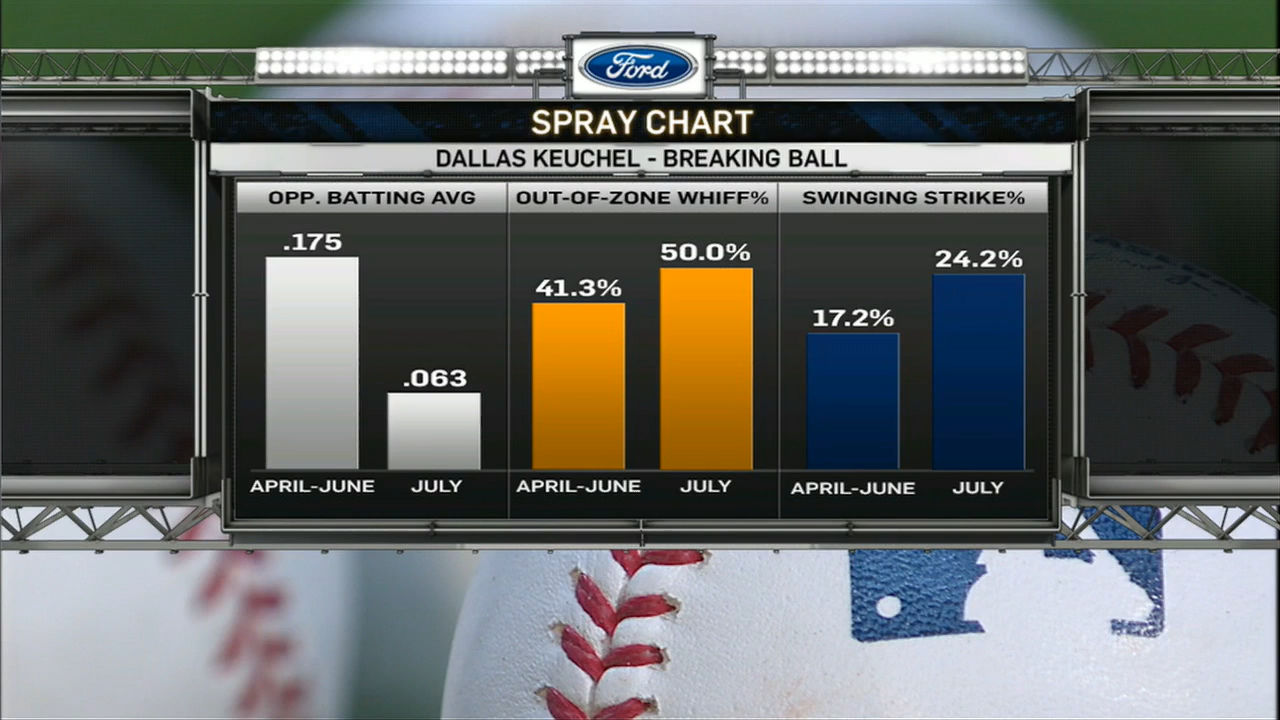 Ford
SPRAY CHART
DALLAS KEUCHEL - BREAKING BALL
OPP. BATTING AVG
OUT-OF-ZONE WHIFF%
SWINGING STRIKE%
.175
.063
41.3%
50.0%
17.2%
24.2%
APRIL-JUNE
JULY
APRIL-JUNE
JULY
APRIL-JUNE
JULY